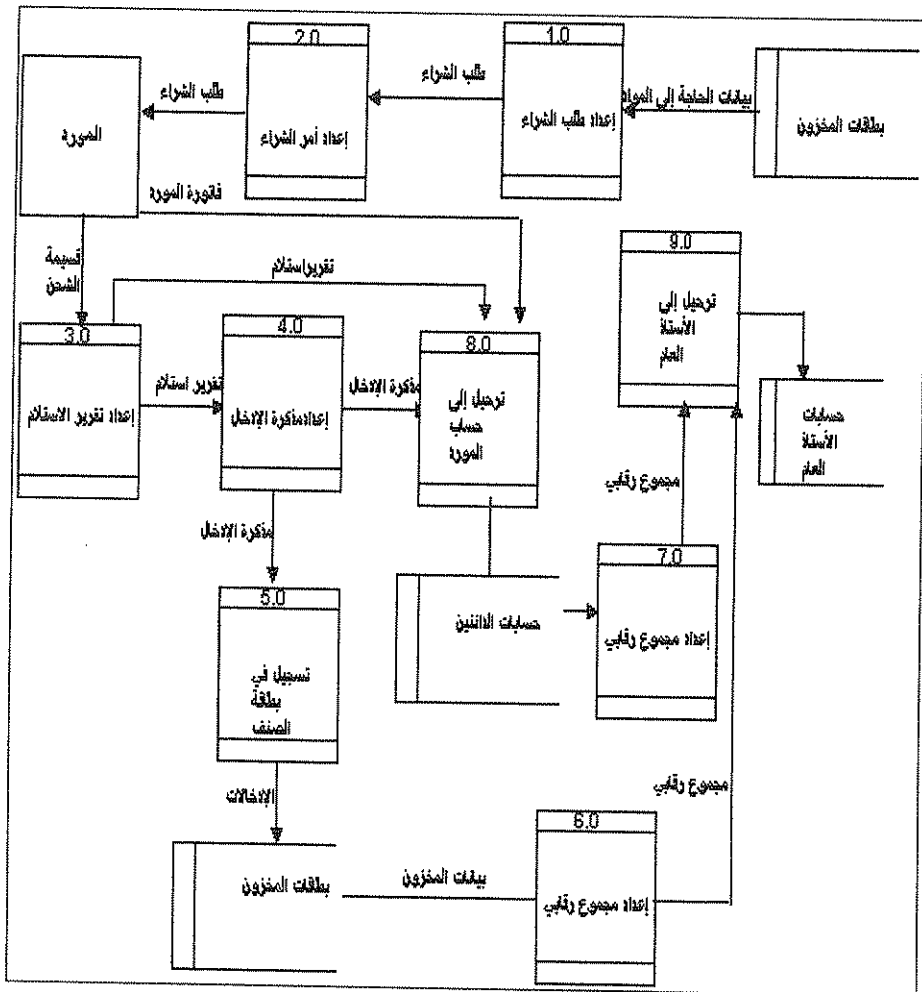 1.0
2.0
بيانات الحاجة إلى المواد
طلب الشراء
طلب الشراء
بطاقات المخزون
إعداد طلب الشراء
إعداد أمر الشراء
المورد
فاتورة المورد
قسيمة
الشحن
تقرير استلام
9.0
ترحيل إلى
الأستاذ
العام
3.0
إعداد تقرير الاستلام
تقرير استلام
4.0
إعداد مذكرة الإدخال
مذكرة الإدخال
8.0
ترحيل إلى
حساب
المورد
حسابات
الأستاذ
العام
مجموع رقابي
مذكرة الإدخال
7.0
إعداد مجموع رقابي
حسابات الدائنين
5.0
تسجيل في
بطاقة
الصنف
الإدخالات
مجموع رقابي
6.0
إعداد مجموع رقابي
بيانات المخزون
بطاقات المخزون